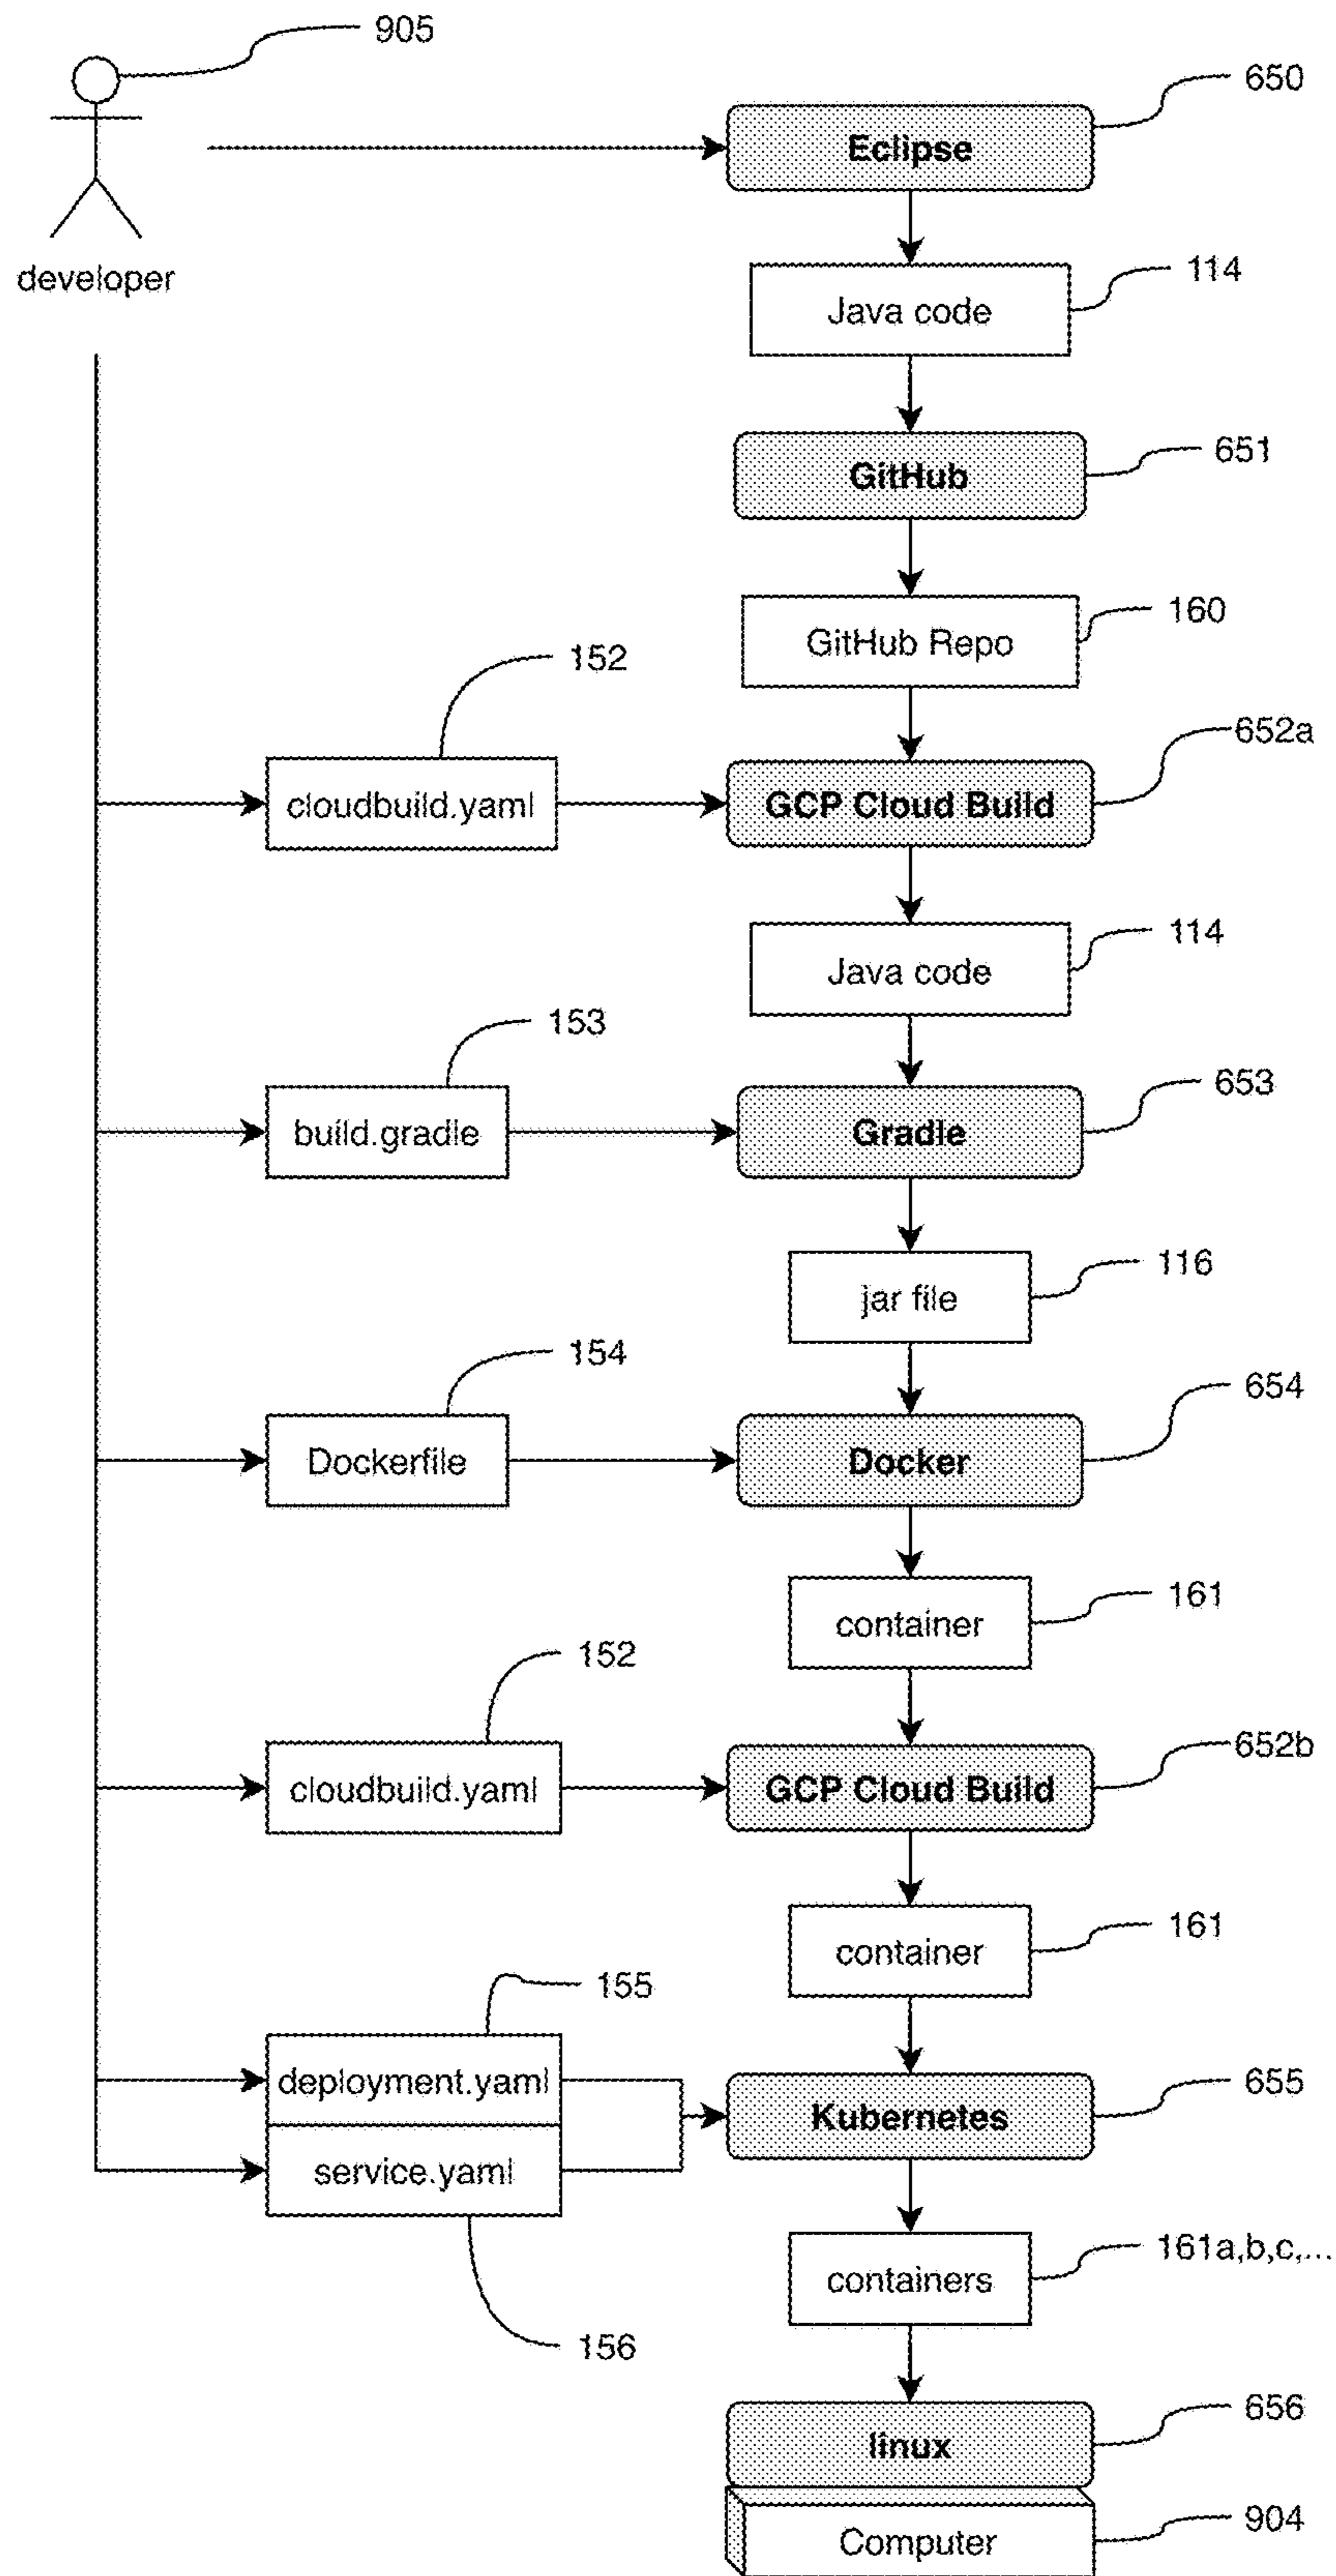 905
650
Eclipse
developer
114
Java code
651
GitHub
160
GitHub Repo
152
652a
cloudbuild.yaml
GCP Cloud Build
114
Java code
153
653
build.gradle
Gradle
116
jar file
154
654
Dockerfile
Docker
161
container
152
652b
cloudbuild.yaml
GCP Cloud Build
161
container
155
deployment.yaml
655
Kubernetes
service.yaml
161a,b,c,...
containers
156
656
linux
904
Computer